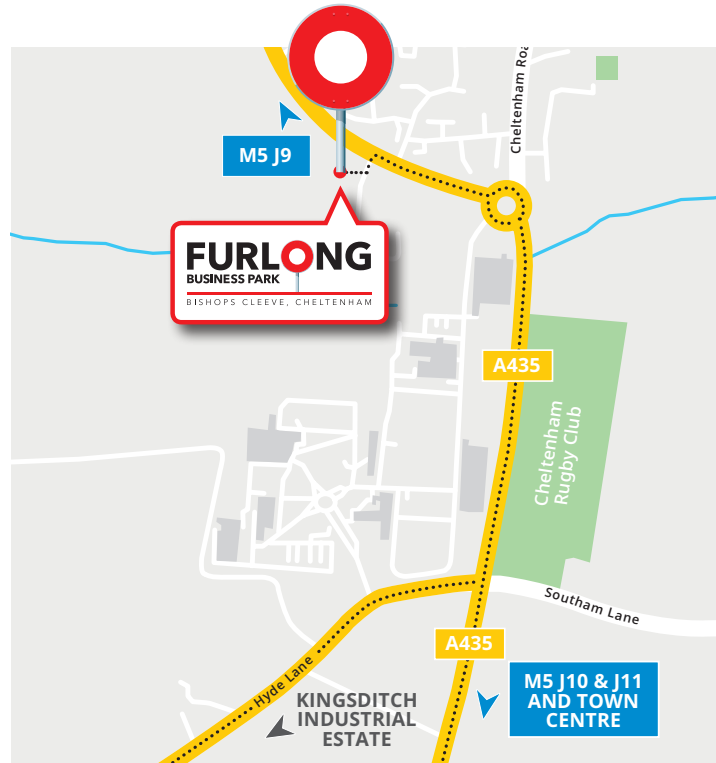 Cheltenham Roa
M5 J9
FURLONG
BUSINESS PARK
BISHOPS CLEEVE, CHELTENHAM
A435
Cheltenham
Rugby Club
Southam Lane
A435
Hyde Lane
KINGSDITCH
INDUSTRIAL
ESTATE
M5 J10 & J11
AND TOWN
CENTRE